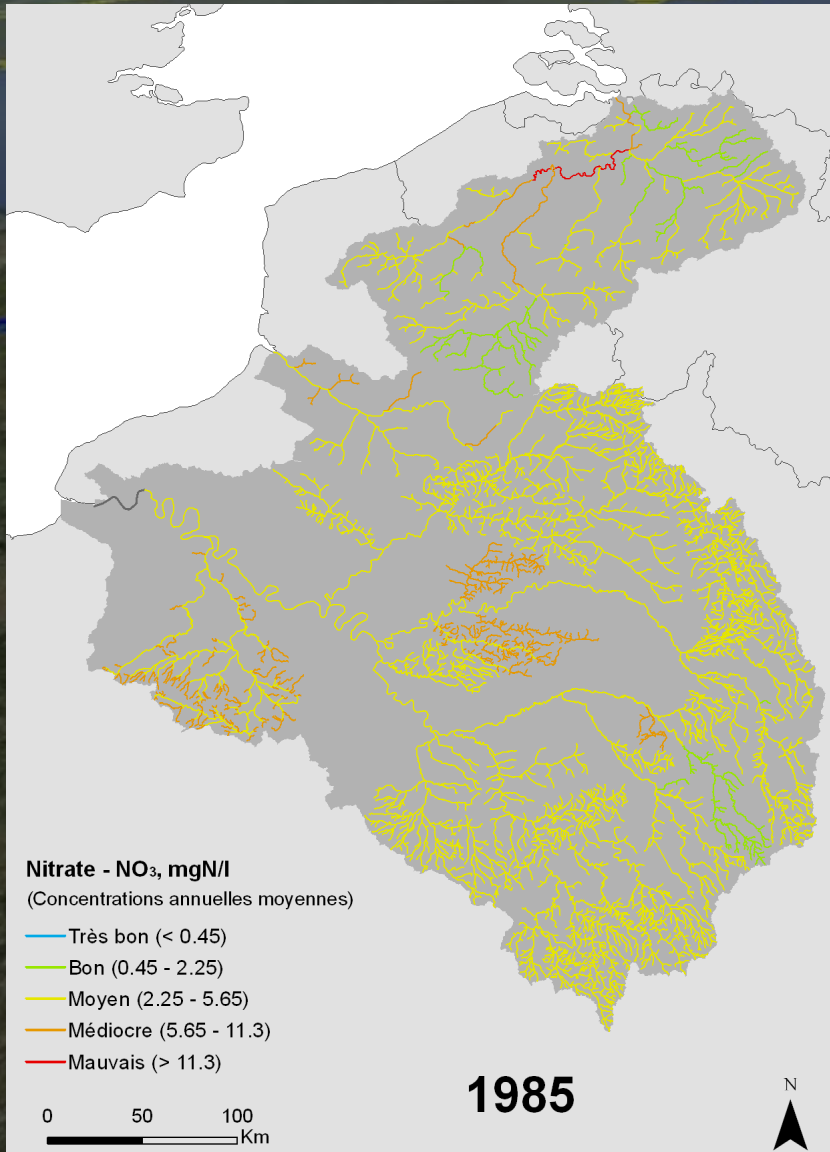 Nitrate - NO₃, mgN/l
(Concentrations annuelles moyennes)
Très bon (< 0.45)
Bon (0.45 - 2.25)
Moyen (2.25 - 5.65)
Médiocre (5.65 - 11.3)
Mauvais (> 11.3)
0 50 100
Km
1985
N